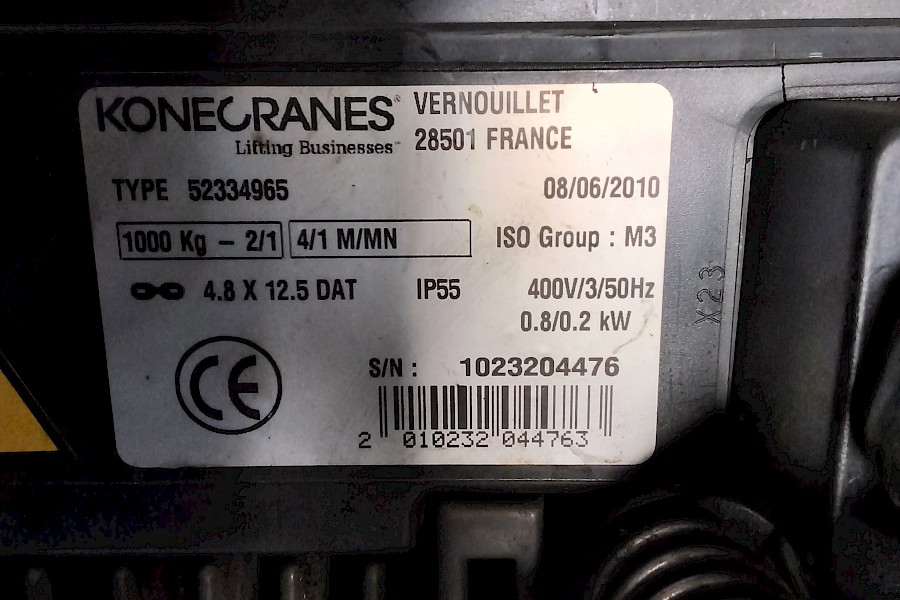 KONECRANES® VERNOUILLET
Lifting Businesses™ 28501 FRANCE
TYPE 52334965 08/06/2010
1000 Kg – 2/1 4/1 M/MN ISO Group : M3
4.8 X 12.5 DAT IP55 400V/3/50Hz
0.8/0.2 kW
CE S/N : 1023204476
2 010232 044763
X23